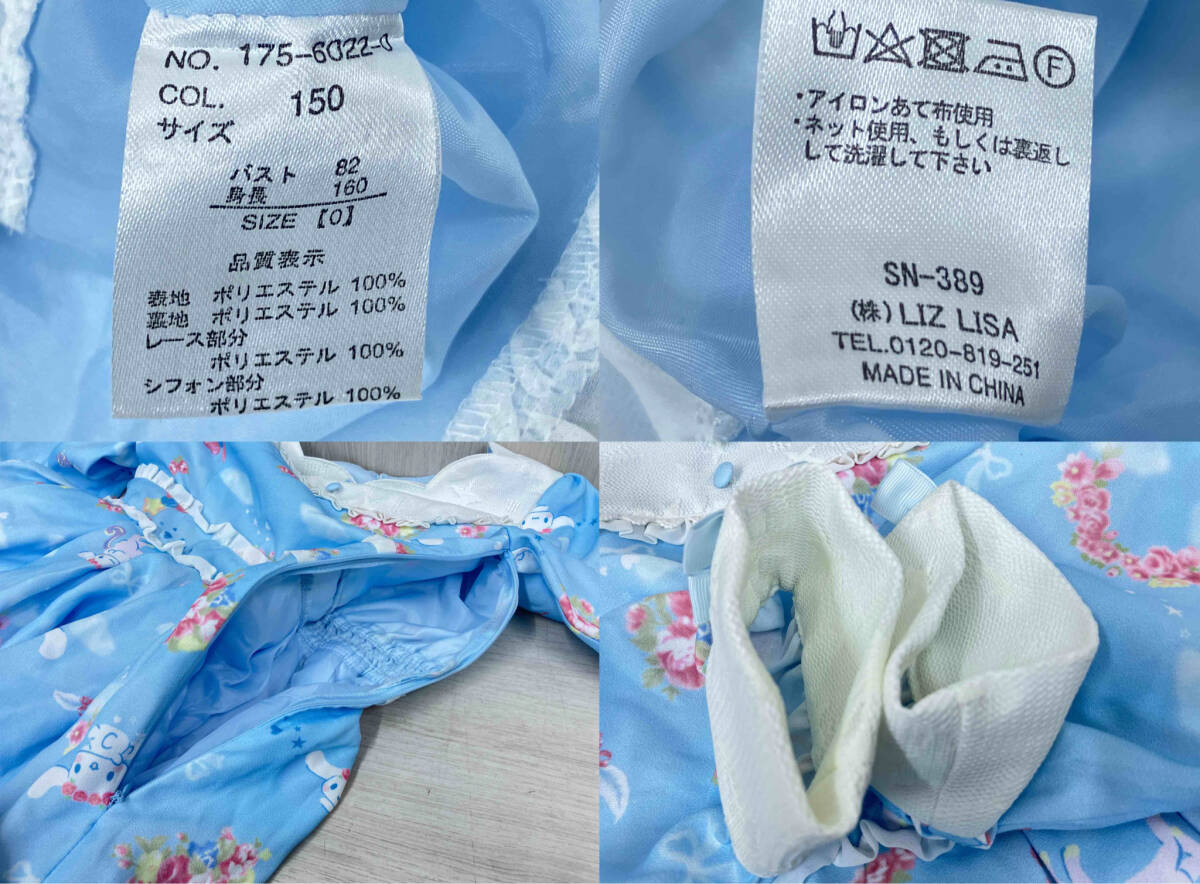 NO. 175-6022-0
COL. 150
サイズ
バスト 82
身長 160
SIZE 【0】
品質表示
表地 ポリエステル 100%
裏地 ポリエステル 100%
レース部分
ポリエステル 100%
シフォン部分
ポリエステル 100%
F
・アイロンあて布使用
・ネット使用、もしくは裏返し
して洗濯して下さい
SN-389
(株) LIZ LISA
TEL.0120-819-251
MADE IN CHINA